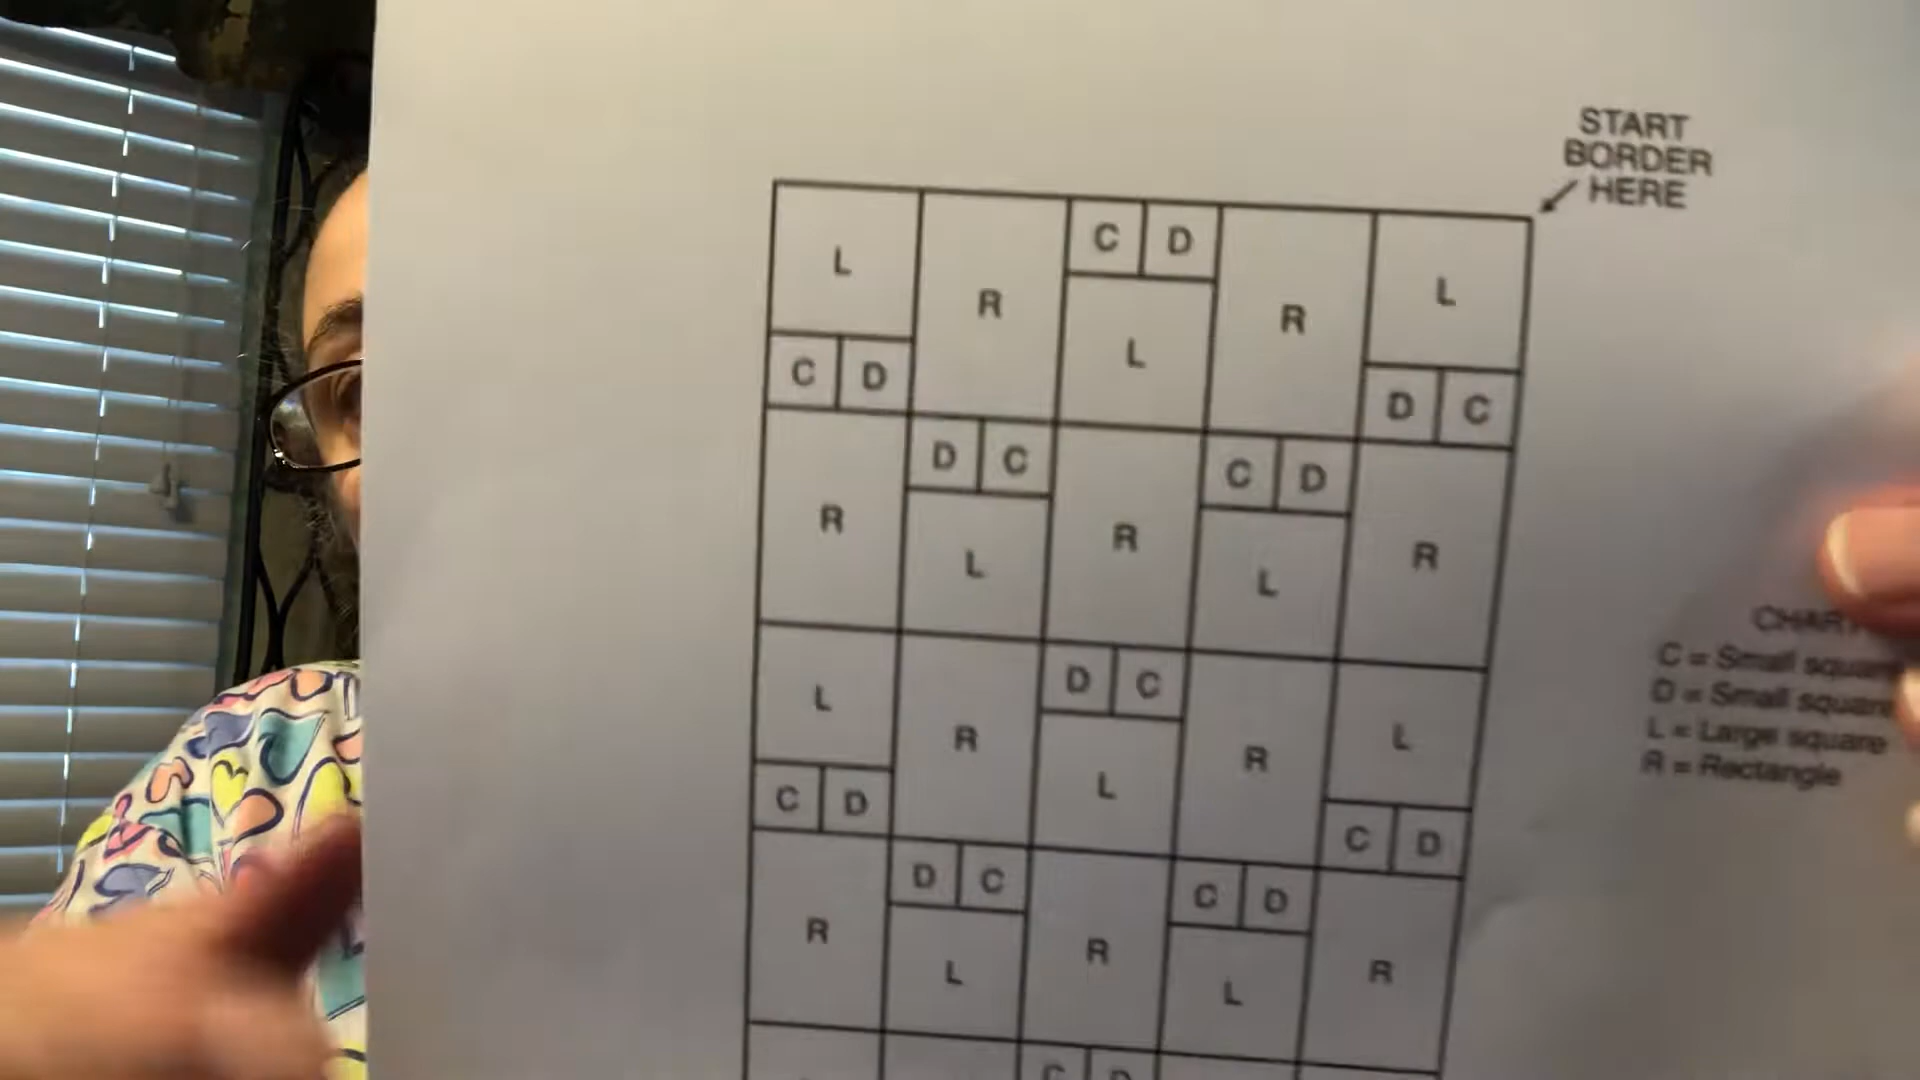 START
BORDER
HERE
L R C D R L
L
C D D C
D C C D
R L R L R
L R D C R L
L
C D C D
D C C D
R L R L R
C D
C = Small square
D = Small square
L = Large square
R = Rectangle